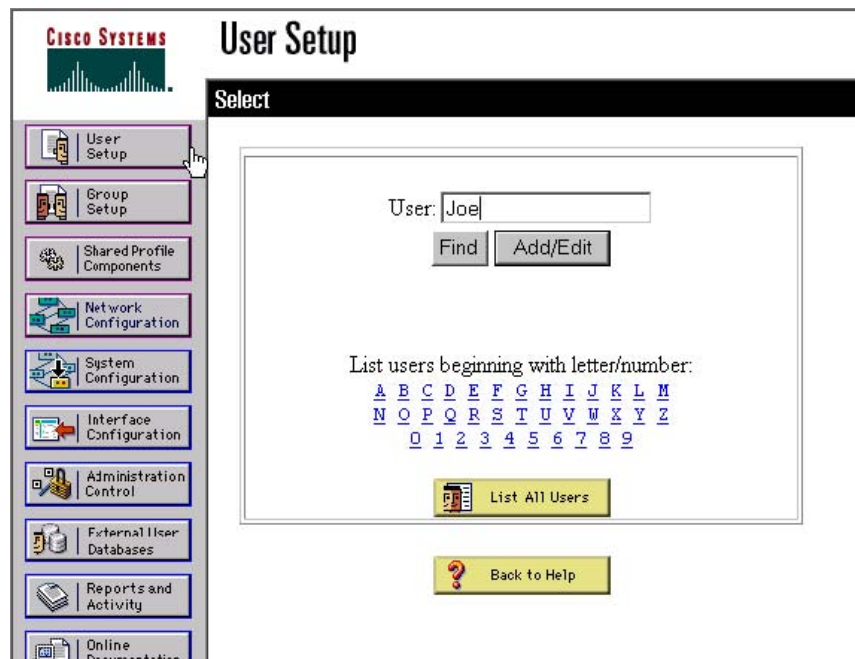 CISCO SYSTEMS
User Setup
Select
User
Setup
Group
Setup
Shared Profile
Components
Network
Configuration
System
Configuration
Interface
Configuration
Administration
Control
External User
Databases
Reports and
Activity
Online
Documentation
User: Joe
Find Add/Edit
List users beginning with letter/number:
A B C D E F G H I J K L M
N O P Q R S T U V W X Y Z
0 1 2 3 4 5 6 7 8 9
List All Users
Back to Help